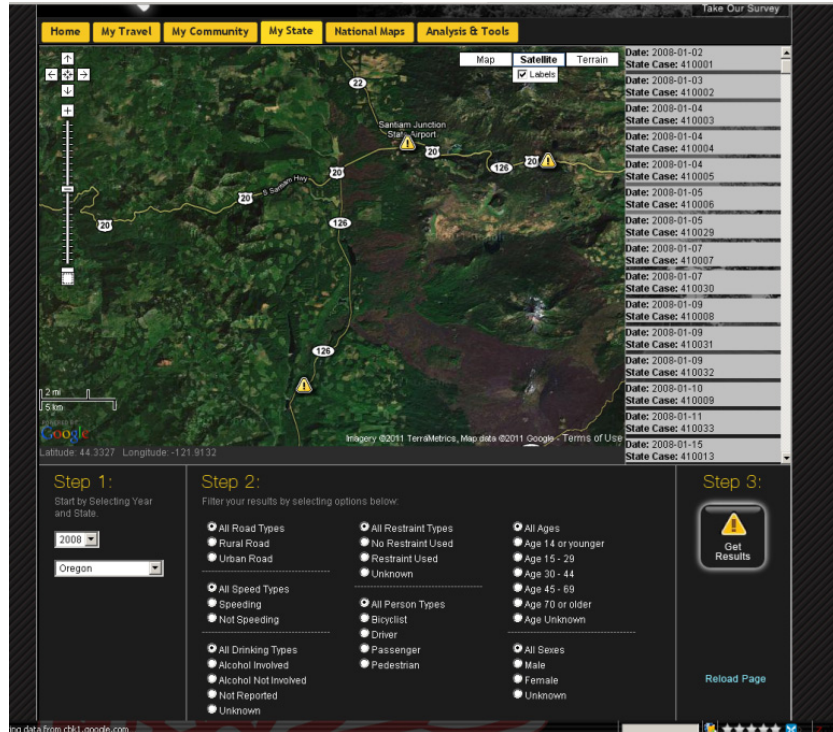 Take Our Survey
Home My Travel My Community My State National Maps Analysis & Tools
Map Satellite Terrain
Labels
22
Santiam Junction
State Airport
20
126 20
20
S Santiam Hwy
20
20
126
126
2 mi
5 km
POWERED BY
Google
Imagery ©2011 TerraMetrics, Map data ©2011 Google - Terms of Use
Latitude: 44.3327 Longitude: -121.9132
Date: 2008-01-02
State Case: 410001
Date: 2008-01-03
State Case: 410002
Date: 2008-01-04
State Case: 410003
Date: 2008-01-04
State Case: 410004
Date: 2008-01-04
State Case: 410005
Date: 2008-01-05
State Case: 410006
Date: 2008-01-05
State Case: 410029
Date: 2008-01-07
State Case: 410007
Date: 2008-01-07
State Case: 410030
Date: 2008-01-09
State Case: 410008
Date: 2008-01-09
State Case: 410031
Date: 2008-01-09
State Case: 410032
Date: 2008-01-10
State Case: 410009
Date: 2008-01-11
State Case: 410033
Date: 2008-01-15
State Case: 410013
Step 1:
Start by Selecting Year
and State.
2008
Oregon
Step 2:
Filter your results by selecting options below:
All Road Types
Rural Road
Urban Road
All Speed Types
Speeding
Not Speeding
All Drinking Types
Alcohol Involved
Alcohol Not Involved
Not Reported
Unknown
All Restraint Types
No Restraint Used
Restraint Used
Unknown
All Person Types
Bicyclist
Driver
Passenger
Pedestrian
All Ages
Age 14 or younger
Age 15 - 29
Age 30 - 44
Age 45 - 69
Age 70 or older
Age Unknown
All Sexes
Male
Female
Unknown
Step 3:
Get
Results
Reload Page
ing data from cbk1.google.com